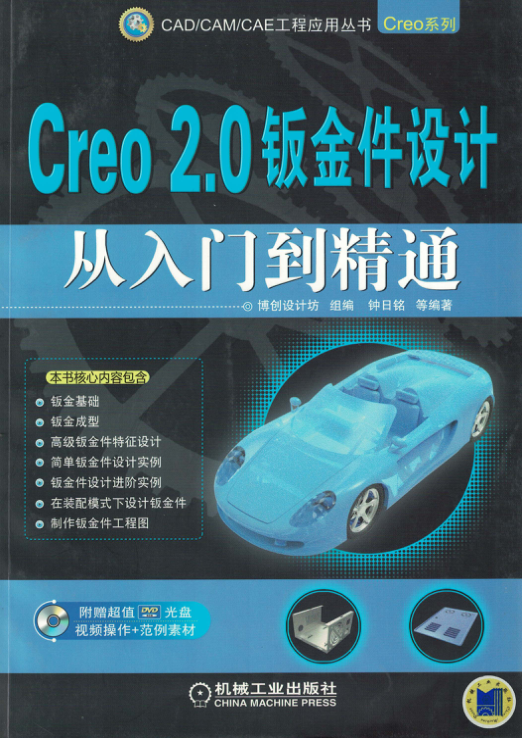 CAD/CAM/CAE工程应用丛书 Creo系列
Creo 2.0 钣金件设计
从入门到精通
博创设计坊 组编 钟日铭 等编著
本书核心内容包含
钣金基础
钣金成型
高级钣金件特征设计
简单钣金件设计实例
钣金件设计进阶实例
在装配模式下设计钣金件
制作钣金件工程图
附赠超值 DVD 光盘
视频操作+范例素材
机械工业出版社
CHINA MACHINE PRESS